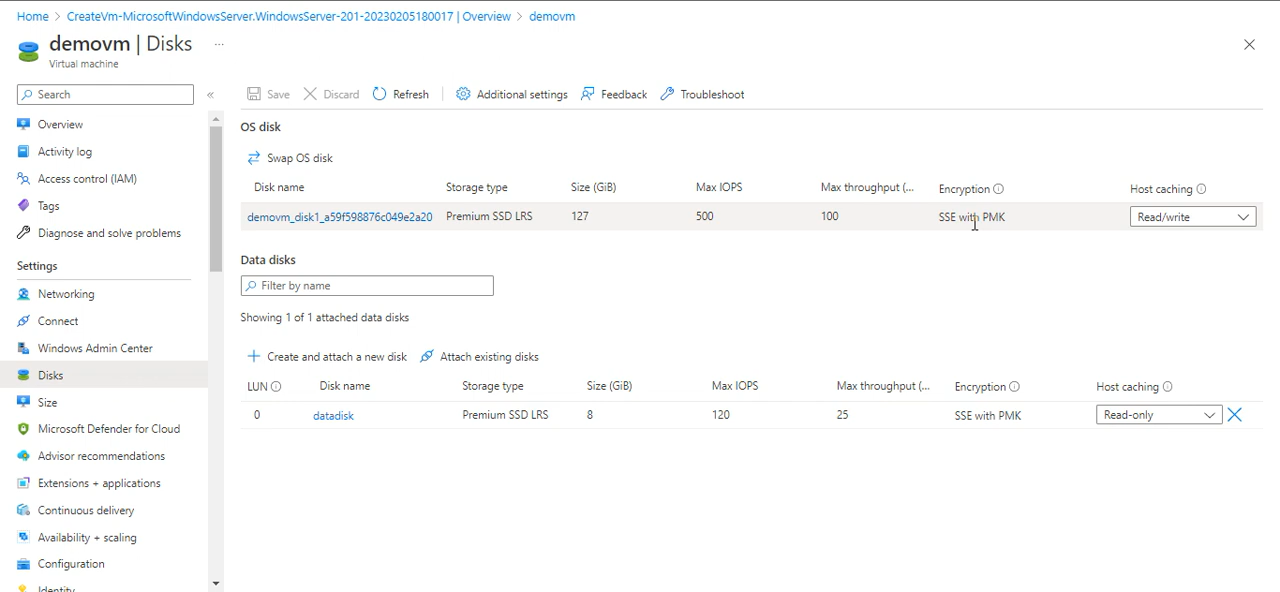 Home > CreateVm-MicrosoftWindowsServer.WindowsServer-201-20230205180017 | Overview > demovm
demovm | Disks ...
Virtual machine
Search «
Overview
Activity log
Access control (IAM)
Tags
Diagnose and solve problems
Settings
Networking
Connect
Windows Admin Center
Disks
Size
Microsoft Defender for Cloud
Advisor recommendations
Extensions + applications
Continuous delivery
Availability + scaling
Configuration
Identity
Save Discard Refresh Additional settings Feedback Troubleshoot
OS disk
Swap OS disk
Disk name Storage type Size (GiB) Max IOPS Max throughput (... Encryption Host caching
demovm_disk1_a59f598876c049e2a20 Premium SSD LRS 127 500 100 SSE with PMK Read/write
Data disks
Filter by name
Showing 1 of 1 attached data disks
Create and attach a new disk Attach existing disks
LUN Disk name Storage type Size (GiB) Max IOPS Max throughput (... Encryption Host caching
0 datadisk Premium SSD LRS 8 120 25 SSE with PMK Read-only